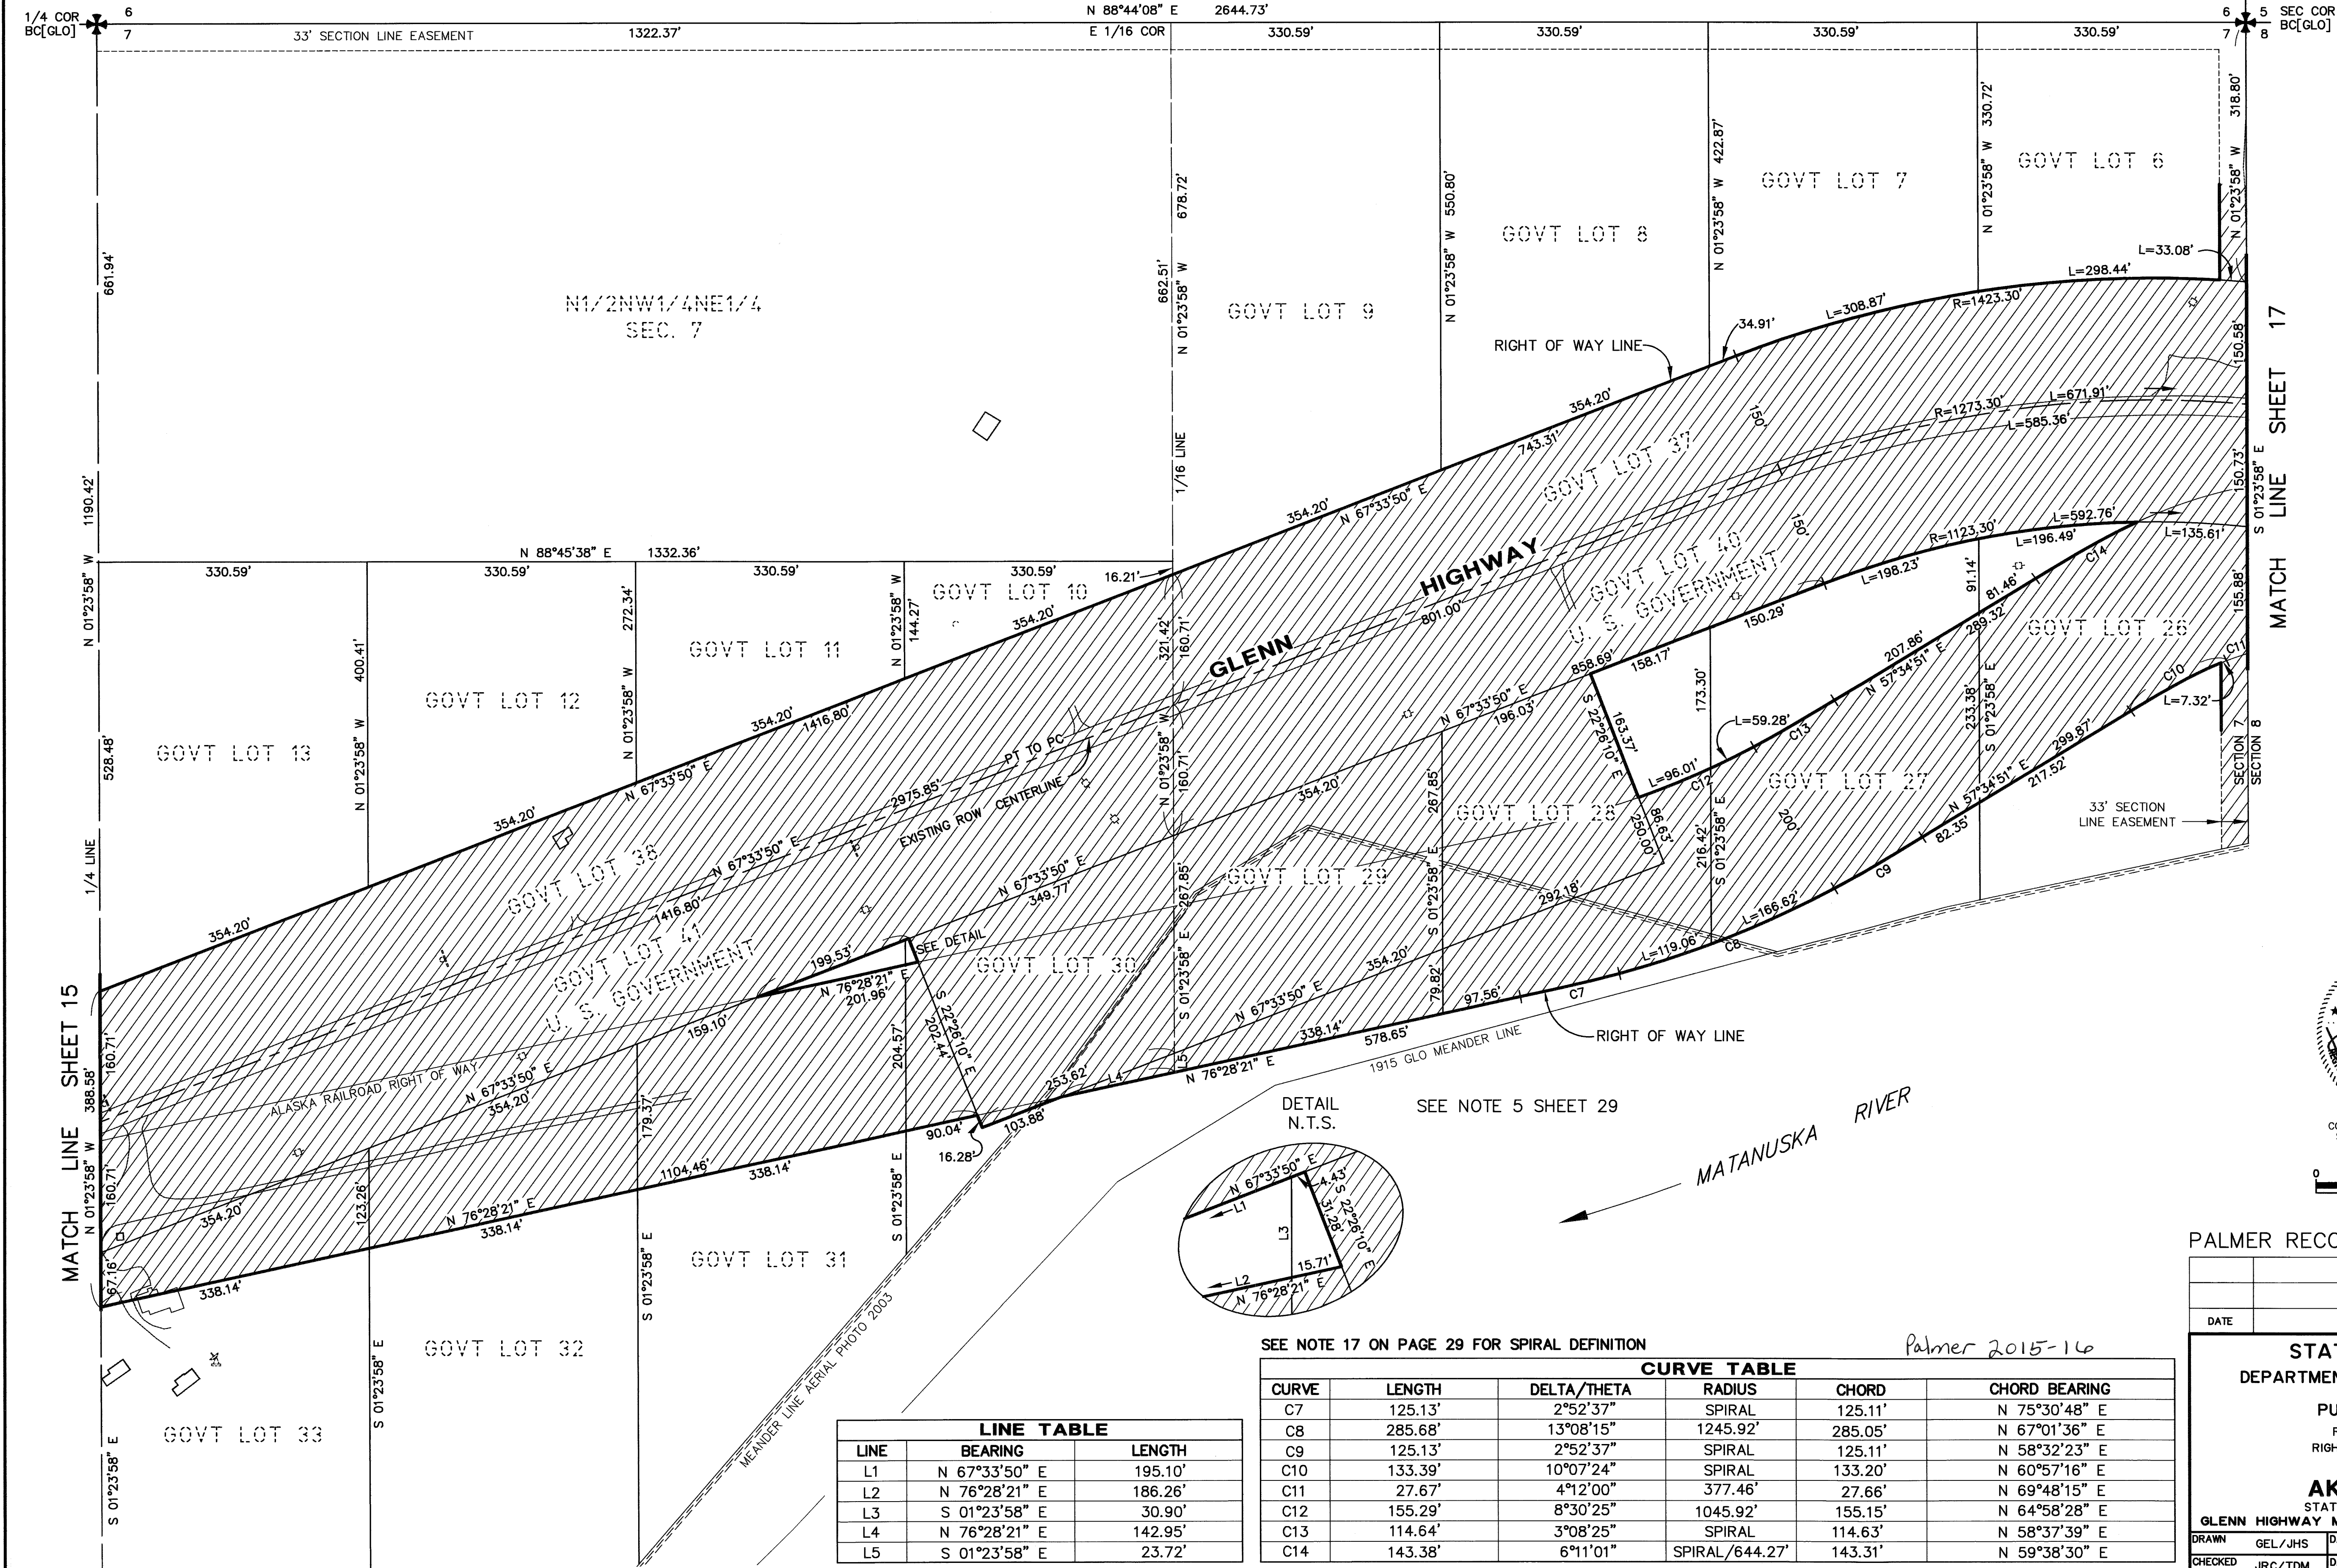 1/4 COR
BC[GLO]
6
7
N 88°44'08" E 2644.73'
33' SECTION LINE EASEMENT
1322.37'
E 1/16 COR
330.59'
330.59'
330.59'
330.59'
6 5
7 8
SEC COR
BC[GLO]
661.94'
1190.42'
N 01°23'58" W
528.48'
1/4 LINE
N1/2NW1/4NE1/4
SEC. 7
662.51'
N 01°23'58" W 678.72'
1/16 LINE
GOVT LOT 9
N 01°23'58" W 550.80'
GOVT LOT 8
N 01°23'58" W 422.87'
GOVT LOT 7
N 01°23'58" W 330.72'
GOVT LOT 6
N 01°23'58" W 318.80'
L=33.08'
L=298.44'
R=1423.30'
L=308.87'
34.91'
RIGHT OF WAY LINE
354.20'
743.31'
GOVT LOT 37
150'
R=1273.30'
L=671.91'
L=585.36'
150.58'
150.73'
S 01°23'58" E
MATCH LINE SHEET 17
N 88°45'38" E 1332.36'
330.59'
330.59'
330.59'
330.59'
16.21'
354.20'
N 67°33'50" E
GLENN HIGHWAY
801.00'
GOVT LOT 40
U. S. GOVERNMENT
150'
R=1123.30'
L=592.76'
L=196.49'
L=135.61'
L=198.23'
C14
91.14'
81.46'
289.32'
155.88'
GOVT LOT 26
150.29'
858.69'
158.17'
207.86'
N 57°34'51" E
173.30'
L=59.28'
C13
233.38'
S 01°23'58" E
C10
C11
L=7.32'
SECTION 7
SECTION 8
33' SECTION
LINE EASEMENT
GOVT LOT 13
N 01°23'58" W 400.41'
GOVT LOT 12
N 01°23'58" W 272.34'
GOVT LOT 11
N 01°23'58" W 144.27'
GOVT LOT 10
354.20'
321.42'
160.71'
N 01°23'58" W
160.71'
354.20'
1416.80'
N 67°33'50" E
354.20'
354.20'
PT TO PC
2975.85'
EXISTING ROW CENTERLINE
N 67°33'50" E
GOVT LOT 38
1416.80'
GOVT LOT 41
U. S. GOVERNMENT
N 67°33'50" E
349.77'
199.53'
SEE DETAIL
N 76°28'21" E
201.96'
159.10'
N 67°33'50" E
196.03'
354.20'
S 22°26'10" E
163.37'
L=96.01'
C12
86.63'
250.00'
267.85'
S 01°23'58" E
79.82'
GOVT LOT 28
GOVT LOT 27
216.42'
S 01°23'58" E
200'
299.87'
N 57°34'51" E
217.52'
82.35'
C9
L=166.62'
C8
L=119.06'
292.18'
GOVT LOT 29
S 01°23'58" E 267.85'
L5
GOVT LOT 30
S 22°26'10" E
202.44'
204.57'
S 01°23'58" E
354.20'
N 67°33'50" E
97.56'
C7
338.14'
578.65'
N 76°28'21" E
RIGHT OF WAY LINE
1915 GLO MEANDER LINE
253.62'
L4
103.88'
90.04'
16.28'
MATCH LINE SHEET 15
N 01°23'58" W 388.58'
160.71'
160.71'
67.16'
ALASKA RAILROAD RIGHT OF WAY
N 67°33'50" E
354.20'
354.20'
123.26'
S 01°23'58" E
179.37'
S 01°23'58" E
1104.46'
338.14'
N 76°28'21" E
338.14'
338.14'
GOVT LOT 31
GOVT LOT 32
GOVT LOT 33
S 01°23'58" E
MEANDER LINE AERIAL PHOTO 2003
DETAIL
N.T.S.
N 67°33'50" E
4.43'
L1
S 22°26'10" E
31.28'
L3
15.71'
L2
N 76°28'21" E
SEE NOTE 5 SHEET 29
MATANUSKA RIVER
SEE NOTE 17 ON PAGE 29 FOR SPIRAL DEFINITION
Palmer 2015-16
LINE TABLE
LINE BEARING LENGTH
L1 N 67°33'50" E 195.10'
L2 N 76°28'21" E 186.26'
L3 S 01°23'58" E 30.90'
L4 N 76°28'21" E 142.95'
L5 S 01°23'58" E 23.72'
CURVE TABLE
CURVE LENGTH DELTA/THETA RADIUS CHORD CHORD BEARING
C7 125.13' 2°52'37" SPIRAL 125.11' N 75°30'48" E
C8 285.68' 13°08'15" 1245.92' 285.05' N 67°01'36" E
C9 125.13' 2°52'37" SPIRAL 125.11' N 58°32'23" E
C10 133.39' 10°07'24" SPIRAL 133.20' N 60°57'16" E
C11 27.67' 4°12'00" 377.46' 27.66' N 69°48'15" E
C12 155.29' 8°30'25" 1045.92' 155.15' N 64°58'28" E
C13 114.64' 3°08'25" SPIRAL 114.63' N 58°37'39" E
C14 143.38' 6°11'01" SPIRAL/644.27' 143.31' N 59°38'30" E
0
PALMER RECO
DATE
STAT
DEPARTMEN
PU
RIGH
AK
STAT
GLENN HIGHWAY M
DRAWN GEL/JHS
CHECKED JRC/TDM